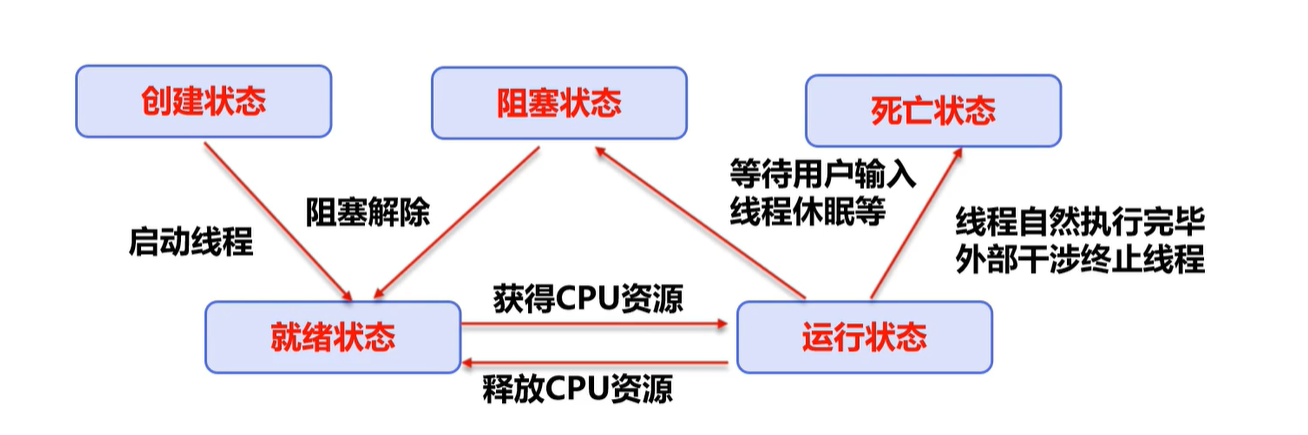 创建状态
阻塞状态
死亡状态
等待用户输入
线程休眠等
阻塞解除
启动线程
线程自然执行完毕
外部干涉终止线程
获得CPU资源
就绪状态
运行状态
释放CPU资源